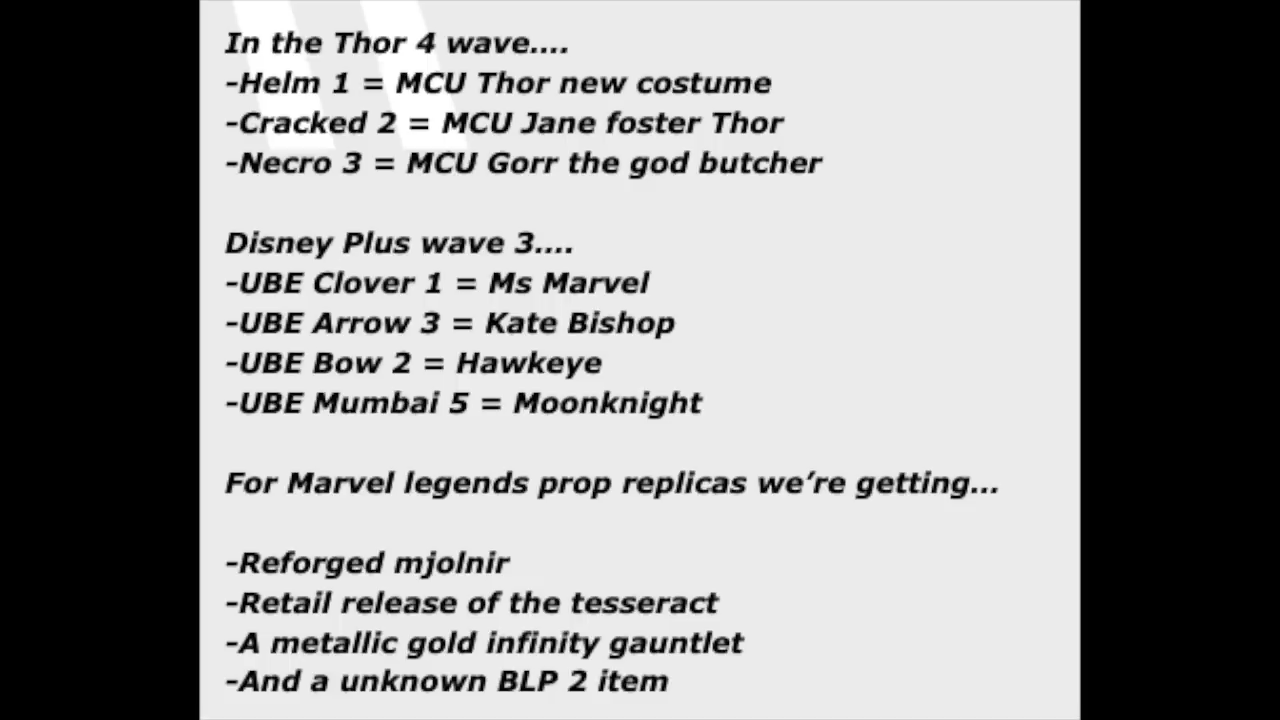 In the Thor 4 wave....
-Helm 1 = MCU Thor new costume
-Cracked 2 = MCU Jane foster Thor
-Necro 3 = MCU Gorr the god butcher
Disney Plus wave 3....
-UBE Clover 1 = Ms Marvel
-UBE Arrow 3 = Kate Bishop
-UBE Bow 2 = Hawkeye
-UBE Mumbai 5 = Moonknight
For Marvel legends prop replicas we’re getting...
-Reforged mjolnir
-Retail release of the tesseract
-A metallic gold infinity gauntlet
-And a unknown BLP 2 item